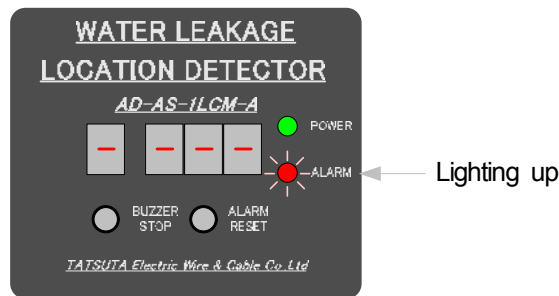 WATER LEAKAGE
LOCATION DETECTOR
AD-AS-1LCM-A
- - - -
POWER
ALARM
Lighting up
BUZZER
STOP
ALARM
RESET
TATSUTA Electric Wire & Cable Co.Ltd